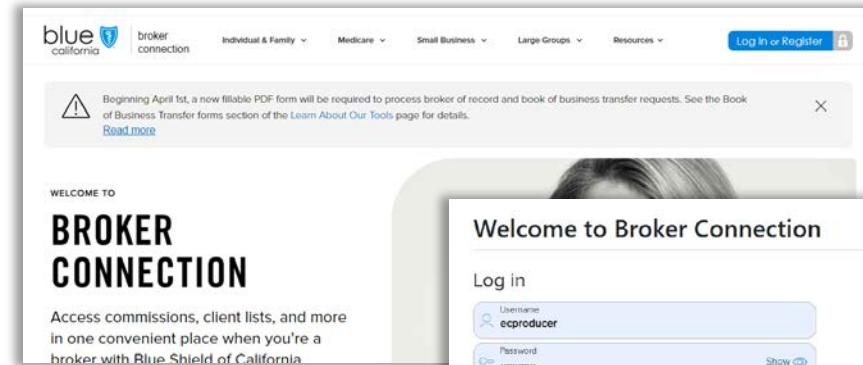 blue
california
broker
connection
Individual & Family
Medicare
Small Business
Large Groups
Resources
Log In or Register
Beginning April 1st, a new fillable PDF form will be required to process broker of record and book of business transfer requests. See the Book
of Business Transfer forms section of the Learn About Our Tools page for details.
Read more
WELCOME TO
BROKER
CONNECTION
Access commissions, client lists, and more
in one convenient place when you're a
broker with Blue Shield of California
Welcome to Broker Connection
Log in
Username
ecproducer
Password
Show